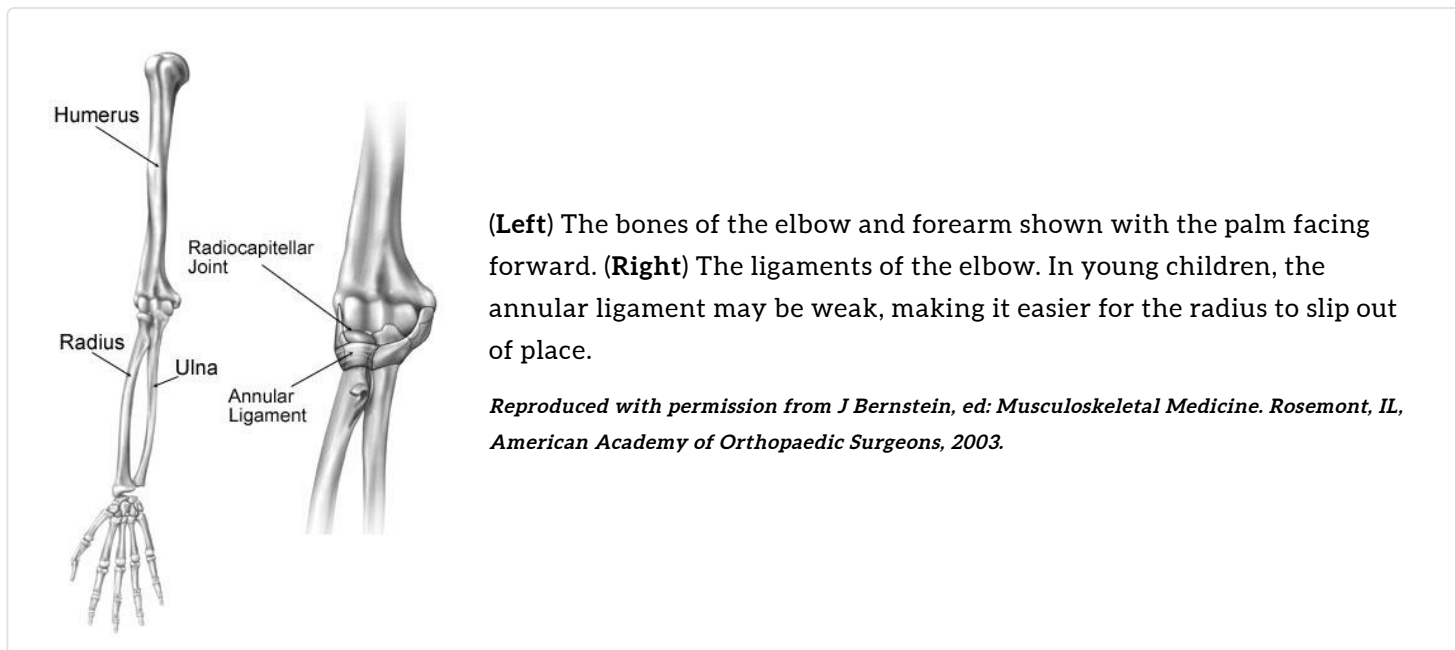 Humerus
Radiocapitellar
Joint
Radius
Ulna
Annular
Ligament
(Left) The bones of the elbow and forearm shown with the palm facing
forward. (Right) The ligaments of the elbow. In young children, the
annular ligament may be weak, making it easier for the radius to slip out
of place.
Reproduced with permission from J Bernstein, ed: Musculoskeletal Medicine. Rosemont, IL,
American Academy of Orthopaedic Surgeons, 2003.